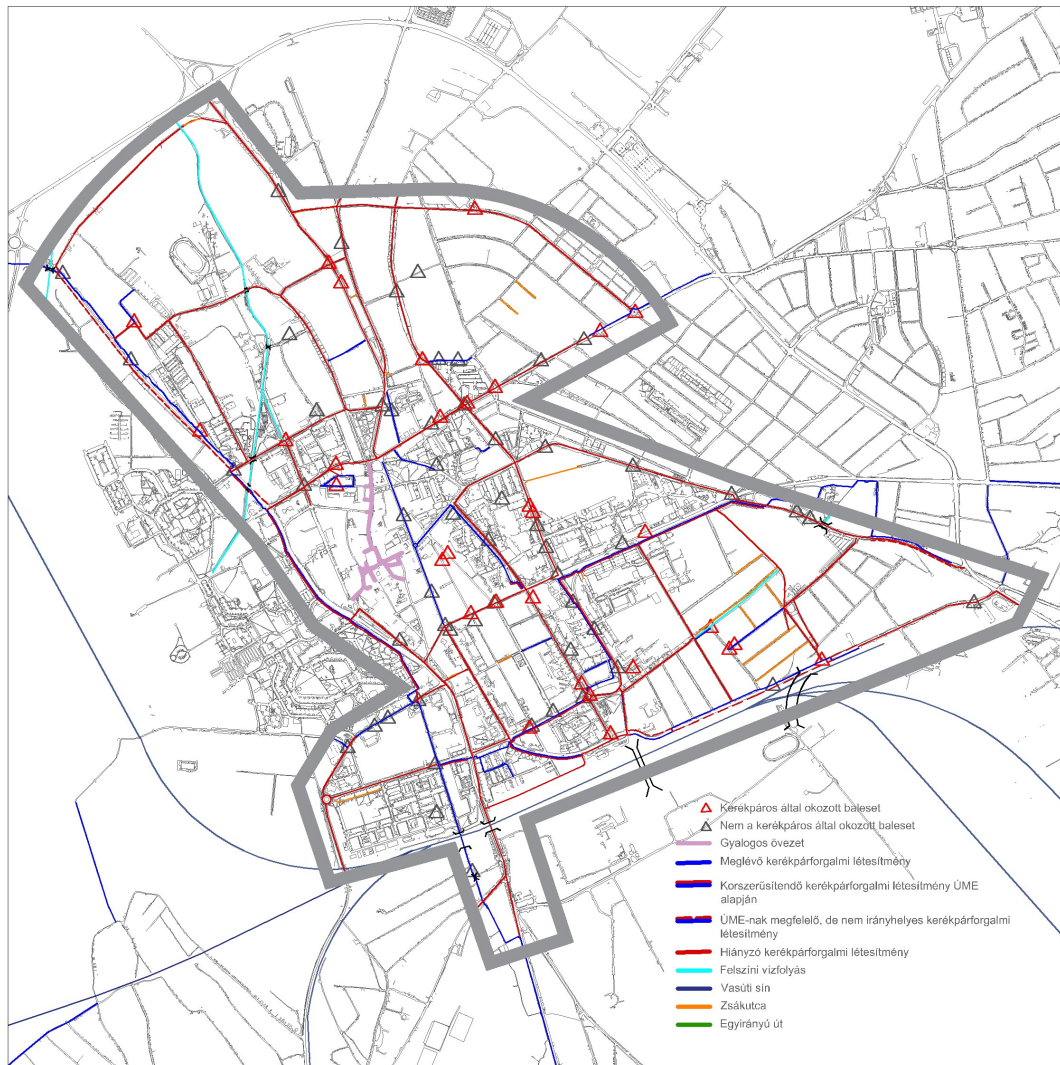 Kerékpáros által okozott baleset
Nem a kerékpáros által okozott baleset
Gyalogos övezet
Meglévő kerékpárforgalmi létesítmény
Korszerűsítendő kerékpárforgalmi létesítmény ÚME
alapján
ÚME-nak megfelelő, de nem irányhelyes kerékpárforgalmi
létesítmény
Hiányzó kerékpárforgalmi létesítmény
Felszíni vízfolyás
Vasúti sín
Zsákutca
Egyirányú út